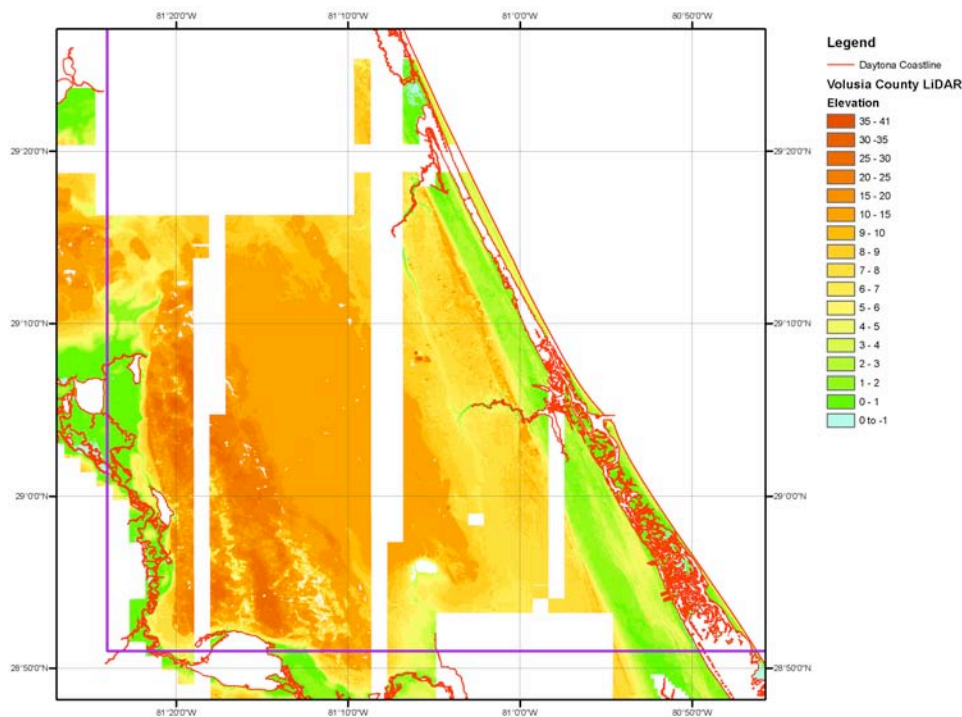 81°20'0"W
81°10'0"W
81°0'0"W
80°50'0"W
29°20'0"N
29°20'0"N
29°10'0"N
29°10'0"N
29°0'0"N
29°0'0"N
28°50'0"N
28°50'0"N
81°20'0"W
81°10'0"W
81°0'0"W
80°50'0"W
Legend
Daytona Coastline
Volusia County LiDAR
Elevation
35 - 41
30 -35
25 - 30
20 - 25
15 - 20
10 - 15
9 - 10
8 - 9
7 - 8
6 - 7
5 - 6
4 - 5
3 - 4
2 - 3
1 - 2
0 - 1
0 to -1